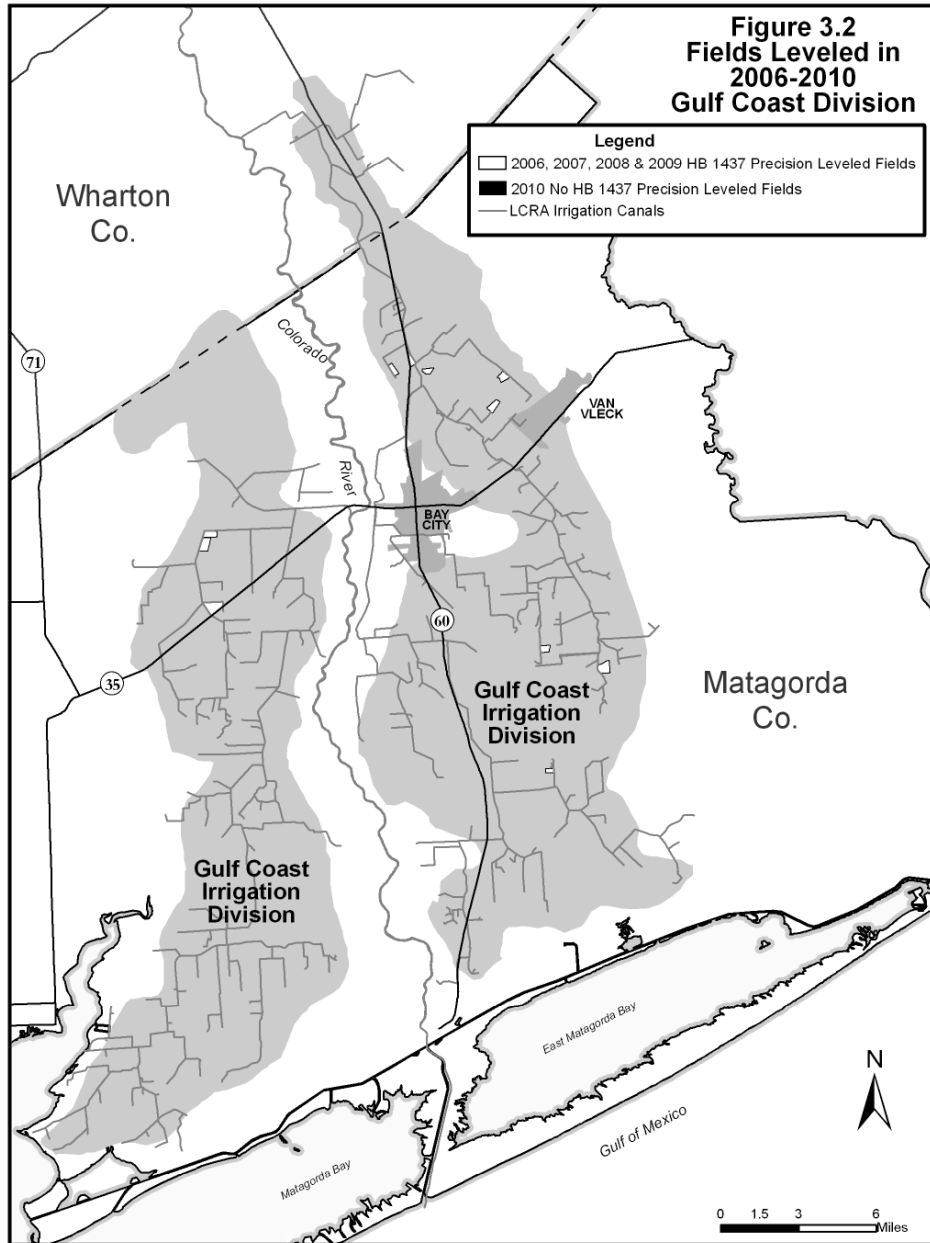 Figure 3.2
Fields Leveled in
2006-2010
Gulf Coast Division
Legend
2006, 2007, 2008 & 2009 HB 1437 Precision Leveled Fields
2010 No HB 1437 Precision Leveled Fields
LCRA Irrigation Canals
Wharton
Co.
Colorado
River
71
VAN
VLECK
BAY
CITY
60
35
Gulf Coast
Irrigation
Division
Matagorda
Co.
Gulf Coast
Irrigation
Division
East Matagorda Bay
N
Gulf of Mexico
Matagorda Bay
0 1.5 3 6
Miles